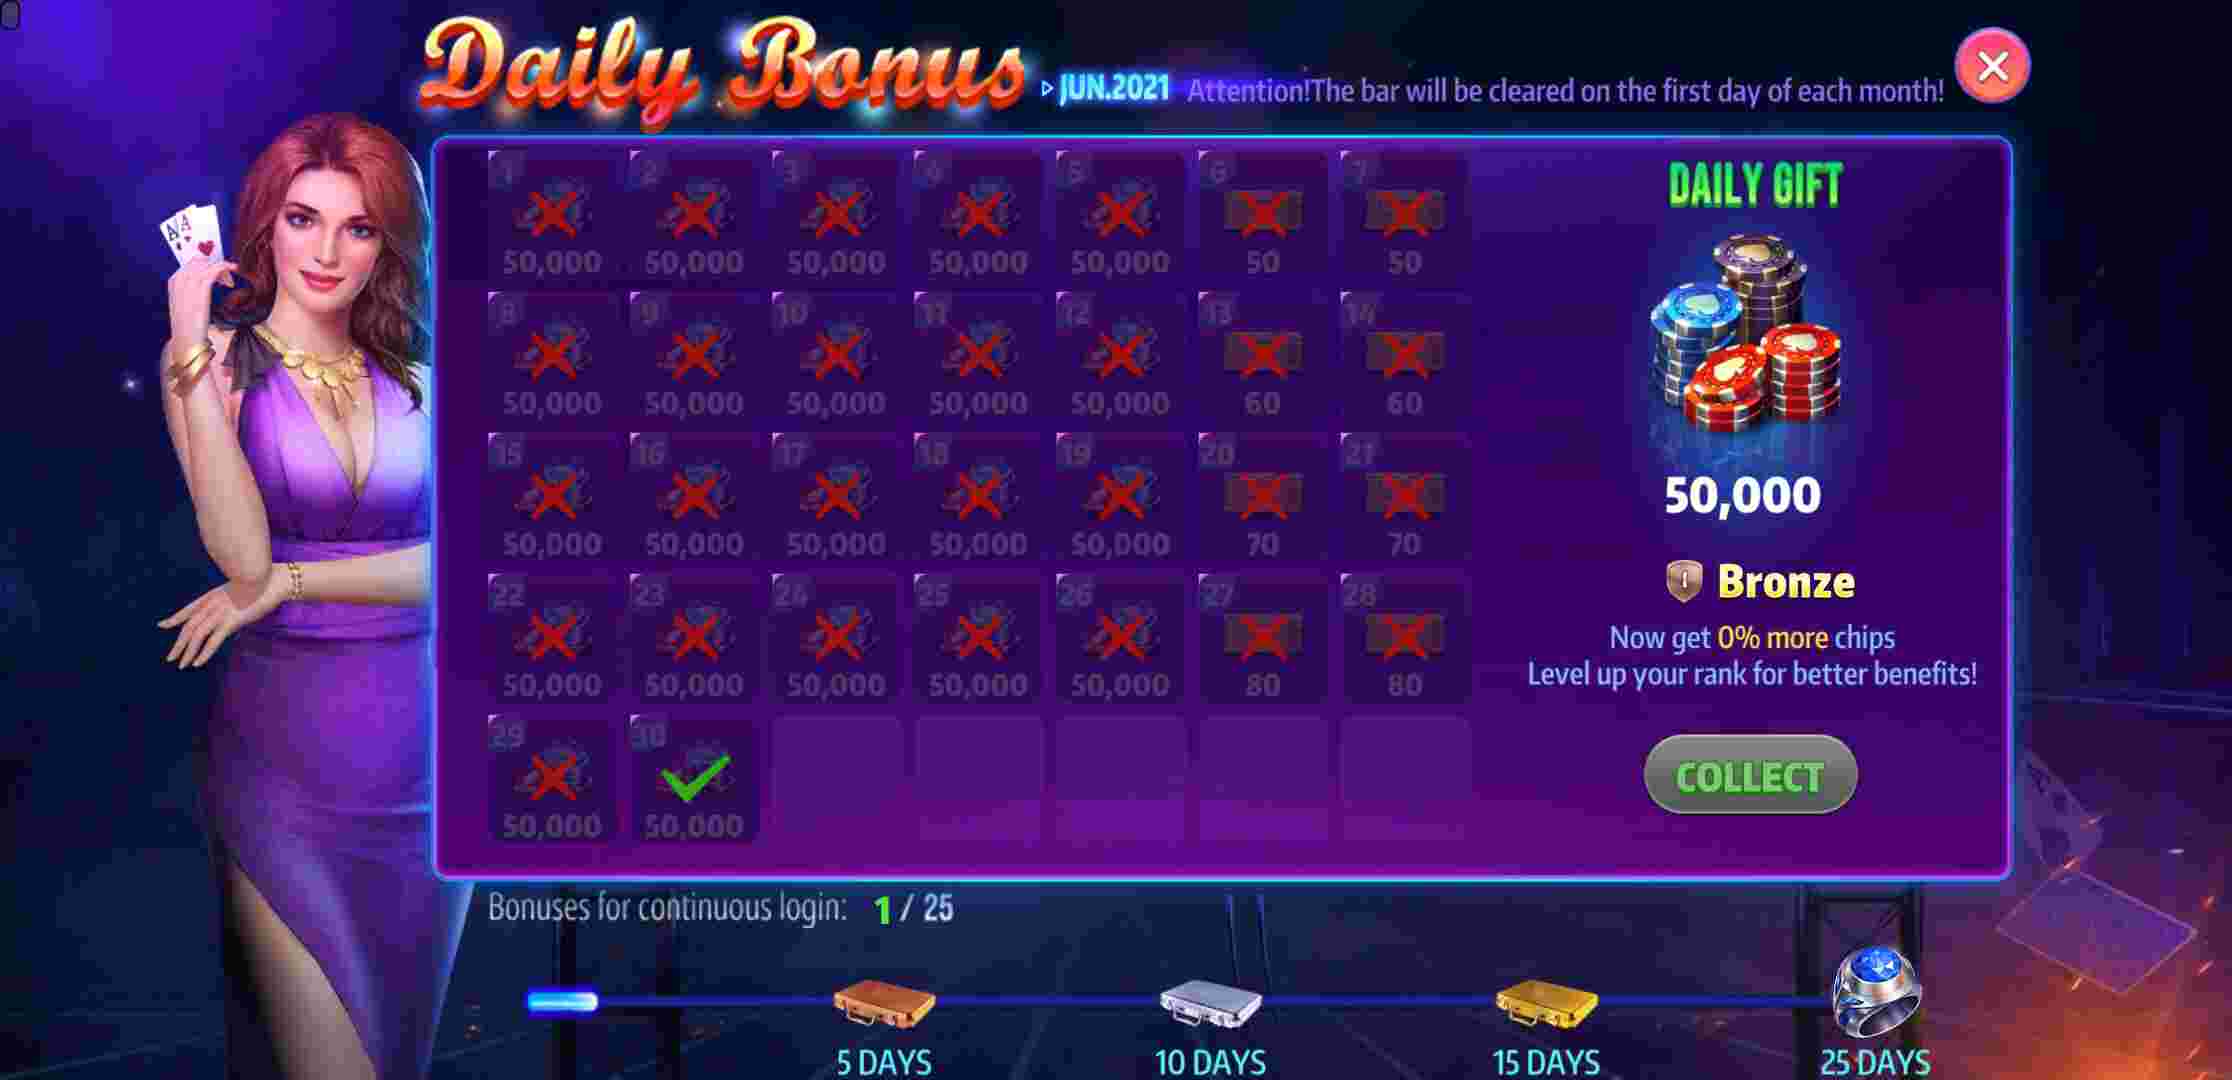 Daily Bonus
JUN.2021 Attention!The bar will be cleared on the first day of each month!
1 2 3 4 5 6 7
50,000 50,000 50,000 50,000 50,000 50 50
8 9 10 11 12 13 14
50,000 50,000 50,000 50,000 50,000 60 60
15 16 17 18 19 20 21
50,000 50,000 50,000 50,000 50,000 70 70
22 23 24 25 26 27 28
50,000 50,000 50,000 50,000 50,000 80 80
29 30
50,000 50,000
DAILY GIFT
50,000
Bronze
Now get 0% more chips
Level up your rank for better benefits!
COLLECT
Bonuses for continuous login: 1 / 25
5 DAYS 10 DAYS 15 DAYS 25 DAYS